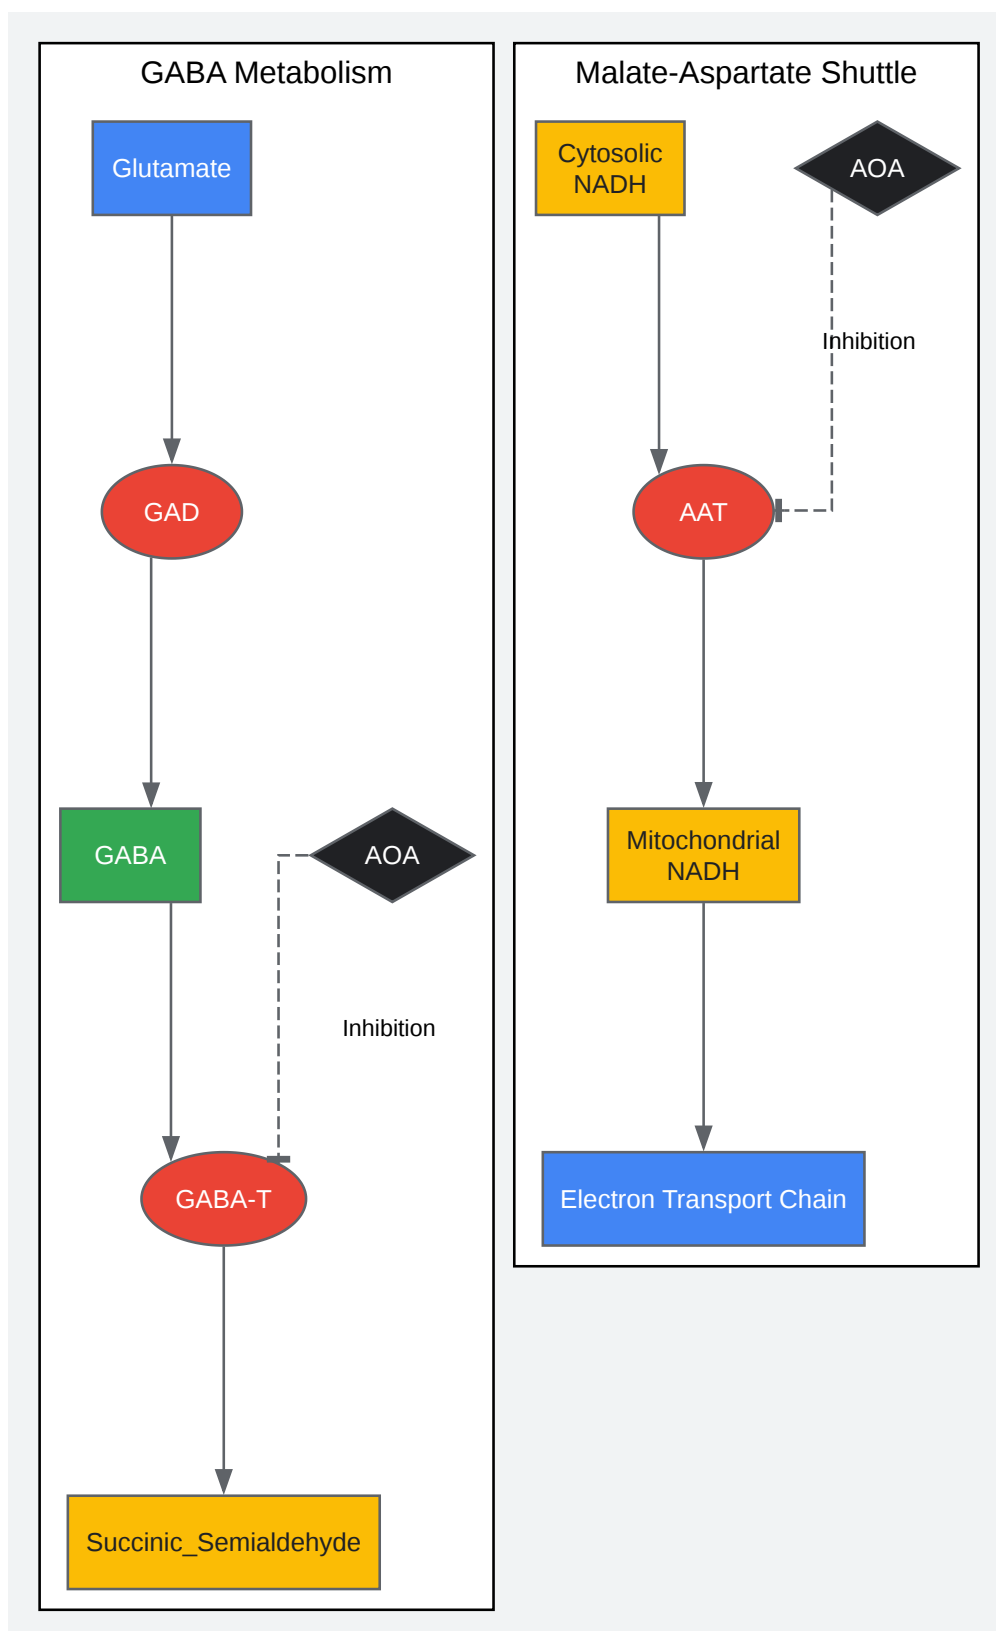 GABA Metabolism
Glutamate
GAD
GABA
AOA
Inhibition
GABA-T
Succinic_Semialdehyde
Malate-Aspartate Shuttle
Cytosolic
NADH
AOA
Inhibition
AAT
Mitochondrial
NADH
Electron Transport Chain